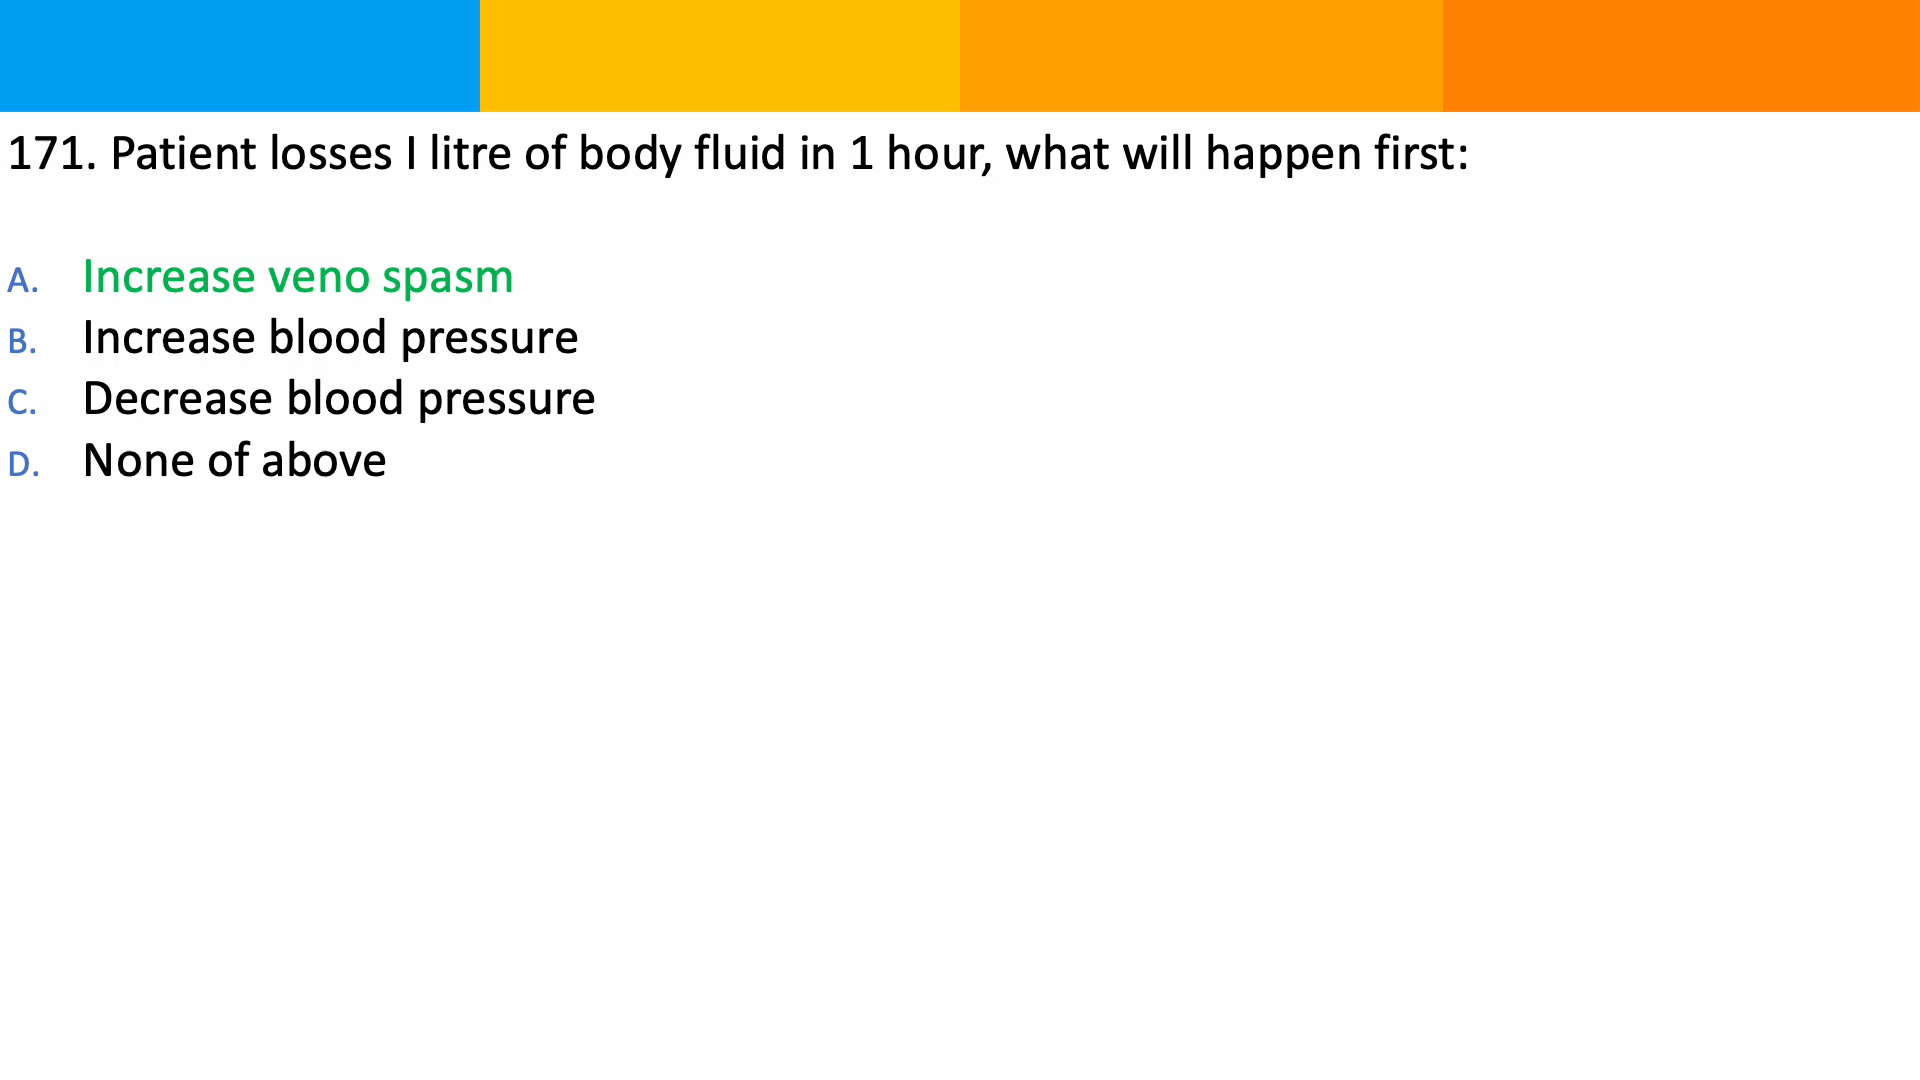 171. Patient losses I litre of body fluid in 1 hour, what will happen first:
A. Increase veno spasm
B. Increase blood pressure
C. Decrease blood pressure
D. None of above